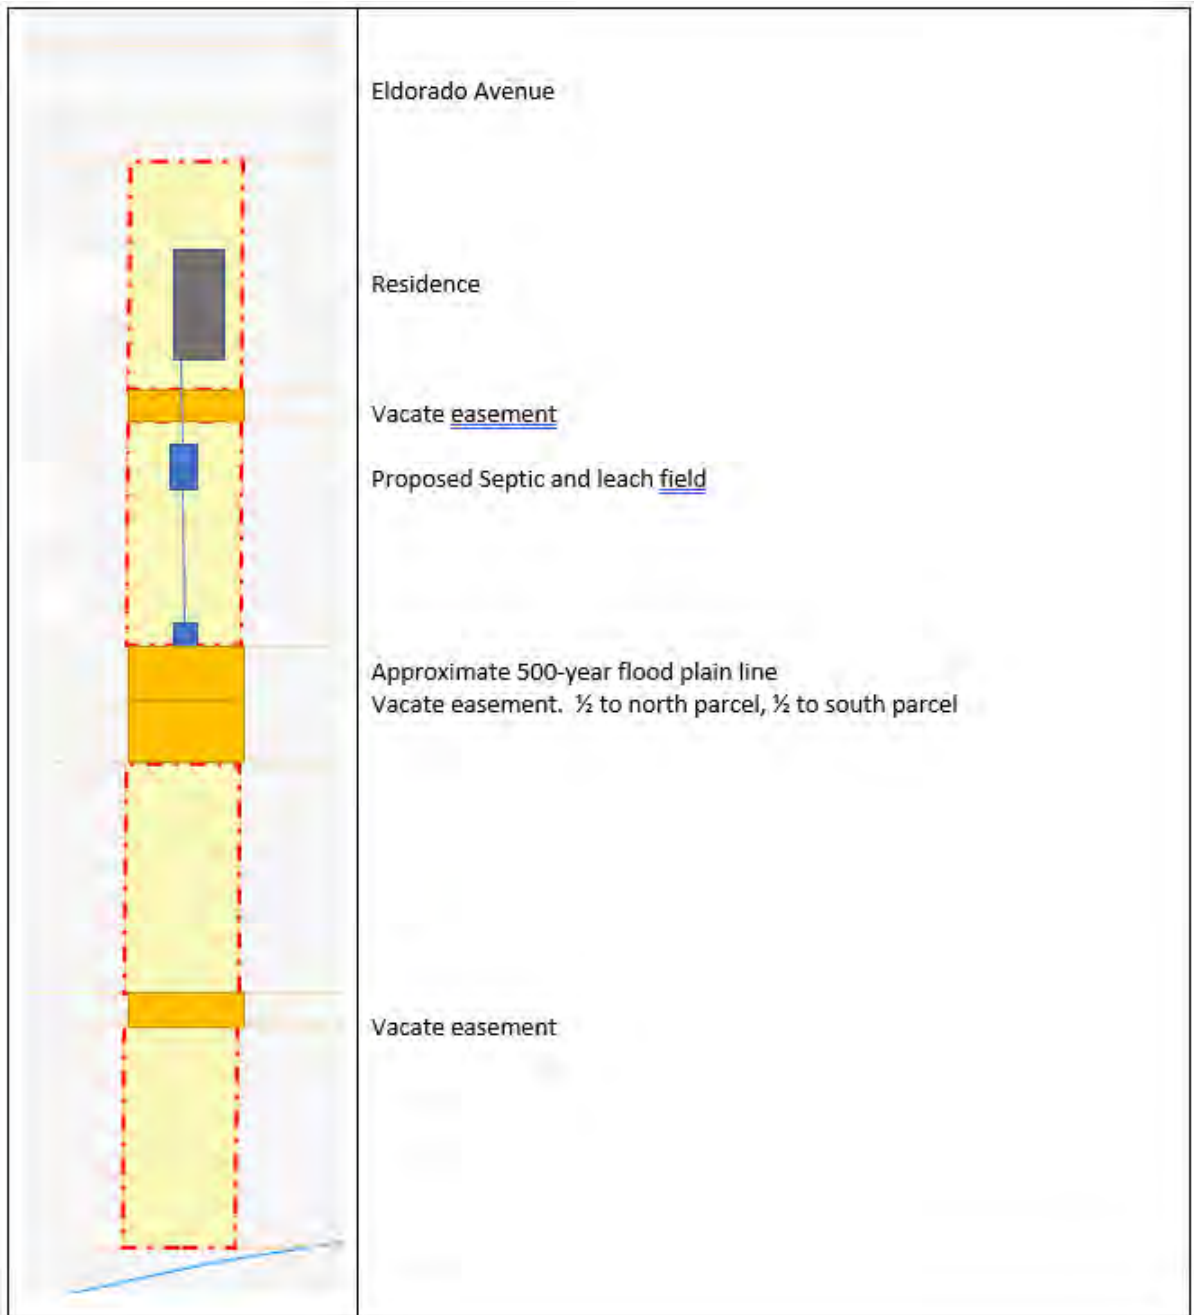 Eldorado Avenue
Residence
Vacate easement
Proposed Septic and leach field
Approximate 500-year flood plain line
Vacate easement.  ½ to north parcel, ½ to south parcel
Vacate easement